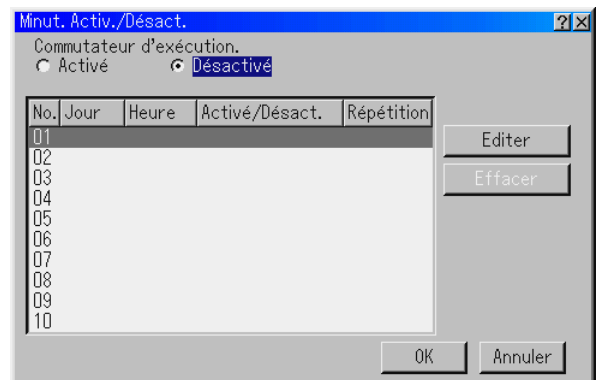 Minut. Activ./Désact.
Commutateur d'exécution.
Activé Désactivé
No. Jour Heure Activé/Désact. Répétition
01
02
03
04
05
06
07
08
09
10
Editer
Effacer
OK Annuler